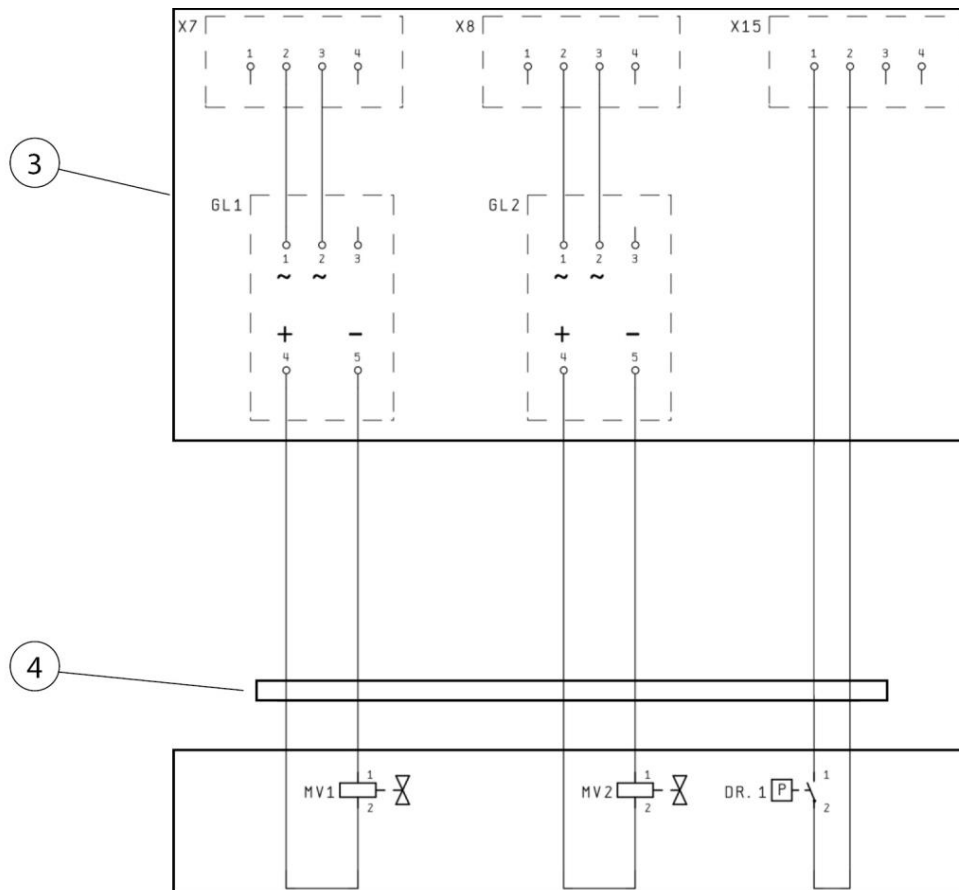 X7 X8 X15
1 2 3 4 1 2 3 4 1 2 3 4
3
GL1 GL2
1 2 3 1 2 3
~ ~ ~ ~
+ - + -
4 5 4 5
4
1 1 1
MV1 MV2 DR. 1 P
2 2 2